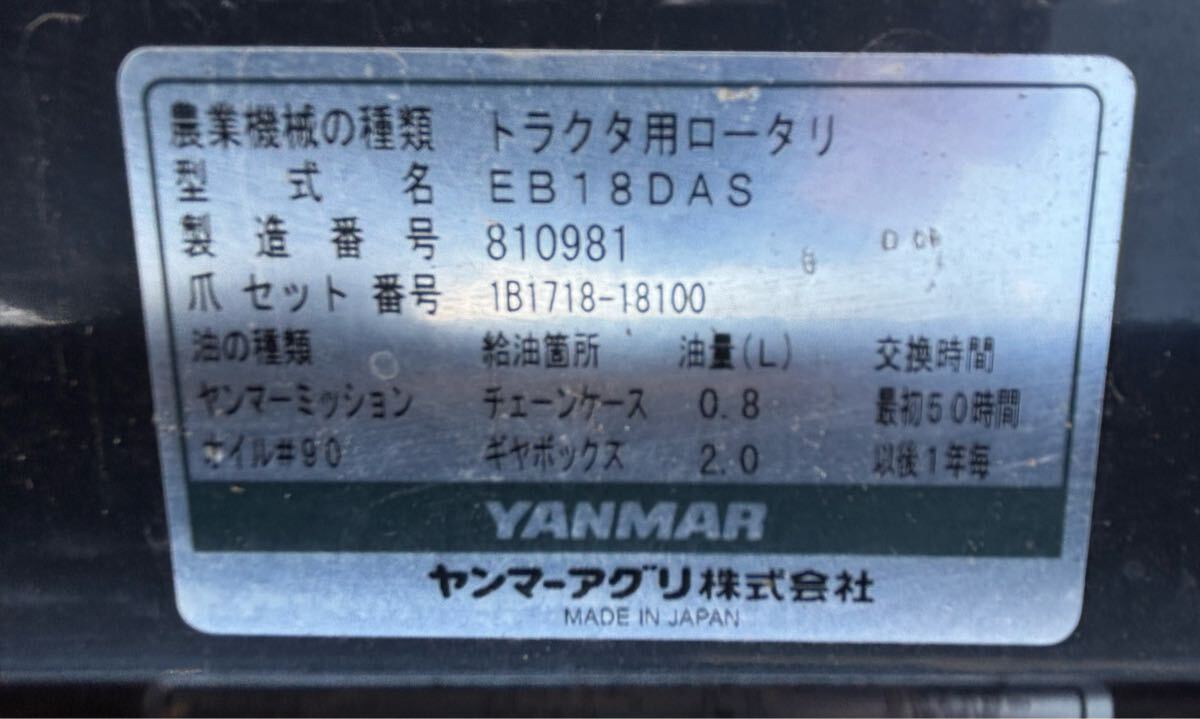 農業機械の種類 トラクタ用ロータリ
型式名 EB18DAS
製造番号 810981
爪セット番号 1B1718-18100
油の種類 給油箇所 油量(L) 交換時間
ヤンマーミッション チェーンケース 0.8 最初50時間
オイル#90 ギヤボックス 2.0 以後1年毎
YANMAR
ヤンマーアグリ株式会社
MADE IN JAPAN